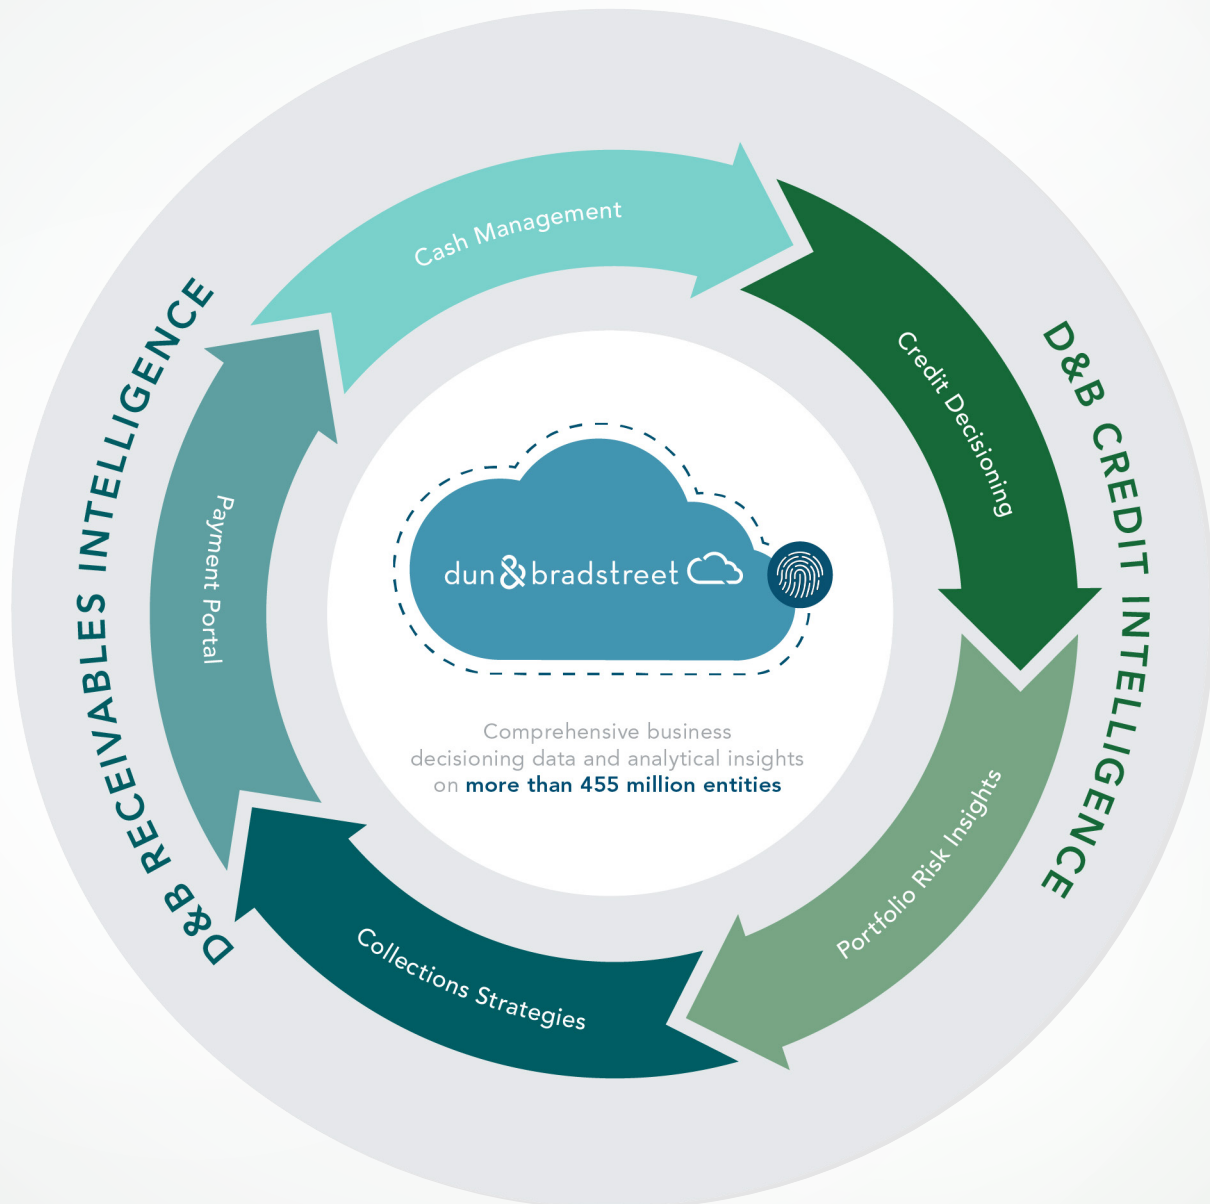 Cash Management
Credit Decisioning
D&B CREDIT INTELLIGENCE
Portfolio Risk Insights
Collections Strategies
Payment Portal
D&B RECEIVABLES INTELLIGENCE
dun & bradstreet
Comprehensive business
decisioning data and analytical insights
on more than 455 million entities